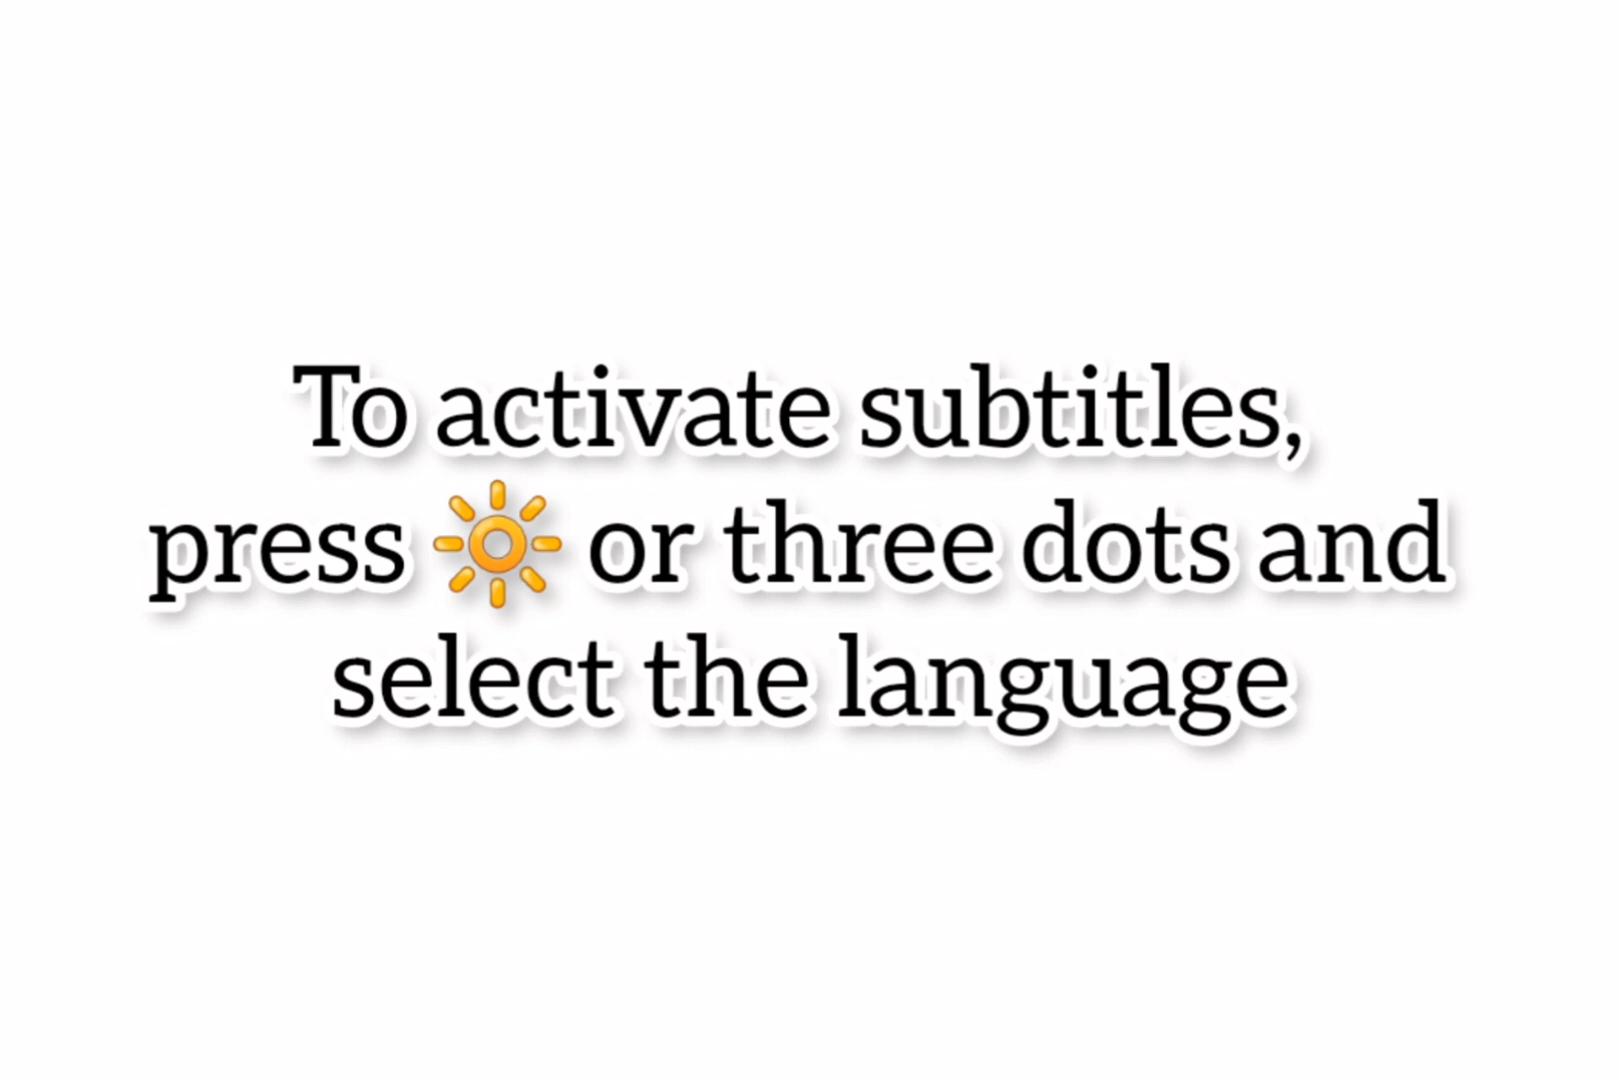 To activate subtitles,
press 🔆 or three dots and
select the language